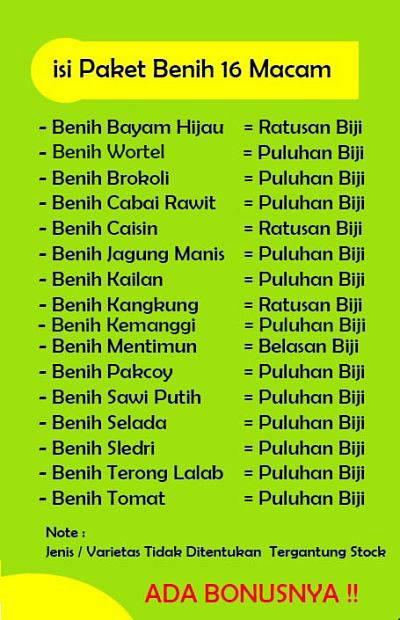 isi Paket Benih 16 Macam
- Benih Bayam Hijau = Ratusan Biji
- Benih Wortel = Puluhan Biji
- Benih Brokoli = Puluhan Biji
- Benih Cabai Rawit = Puluhan Biji
- Benih Caisin = Ratusan Biji
- Benih Jagung Manis = Puluhan Biji
- Benih Kailan = Puluhan Biji
- Benih Kangkung = Ratusan Biji
- Benih Kemanggi = Puluhan Biji
- Benih Mentimun = Belasan Biji
- Benih Pakcoy = Puluhan Biji
- Benih Sawi Putih = Puluhan Biji
- Benih Selada = Puluhan Biji
- Benih Sledri = Puluhan Biji
- Benih Terong Lalab = Puluhan Biji
- Benih Tomat = Puluhan Biji
Note :
Jenis / Varietas Tidak Ditentukan Tergantung Stock
ADA BONUSNYA !!